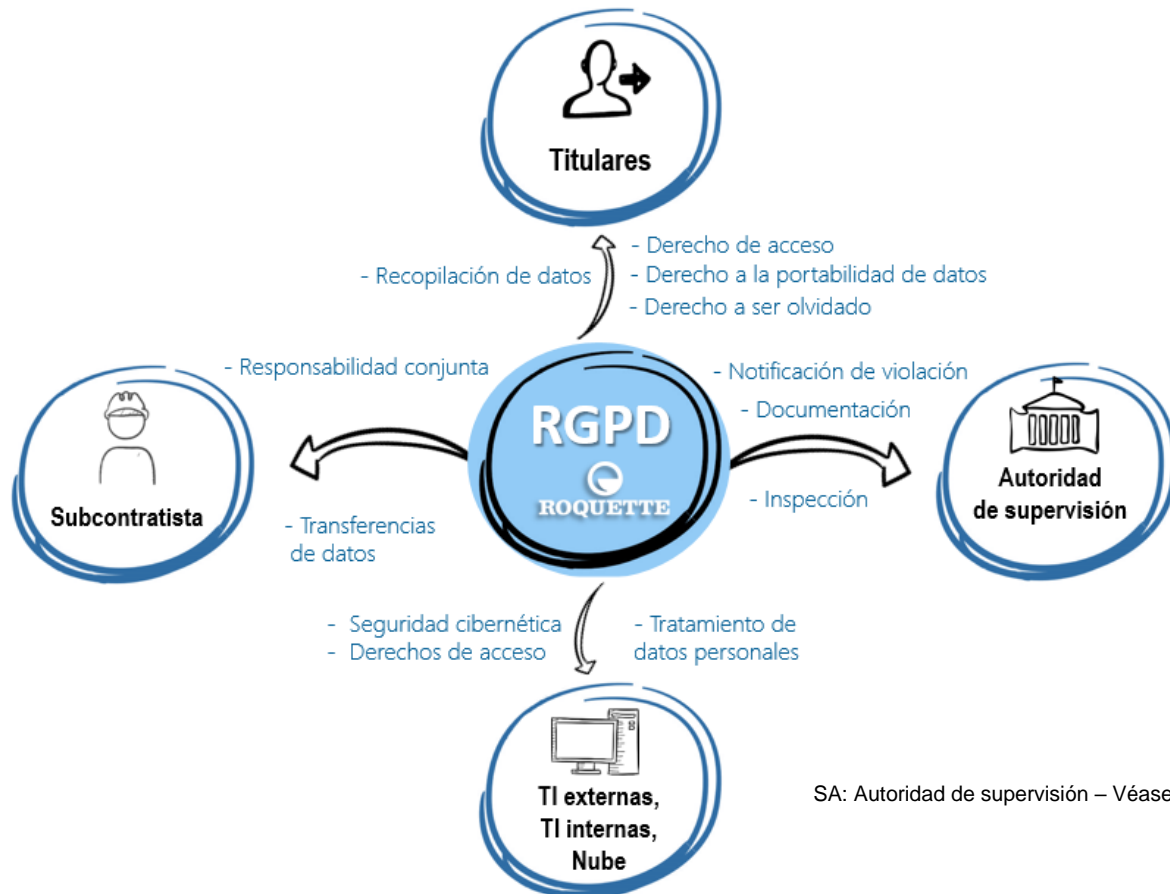 Titulares
- Recopilación de datos
- Derecho de acceso
- Derecho a la portabilidad de datos
- Derecho a ser olvidado
- Responsabilidad conjunta
Subcontratista
- Transferencias
de datos
RGPD
ROQUETTE
- Notificación de violación
- Documentación
- Inspección
Autoridad
de supervisión
- Seguridad cibernética
- Derechos de acceso
- Tratamiento de
datos personales
TI externas,
TI internas,
Nube
SA: Autoridad de supervisión – Véase